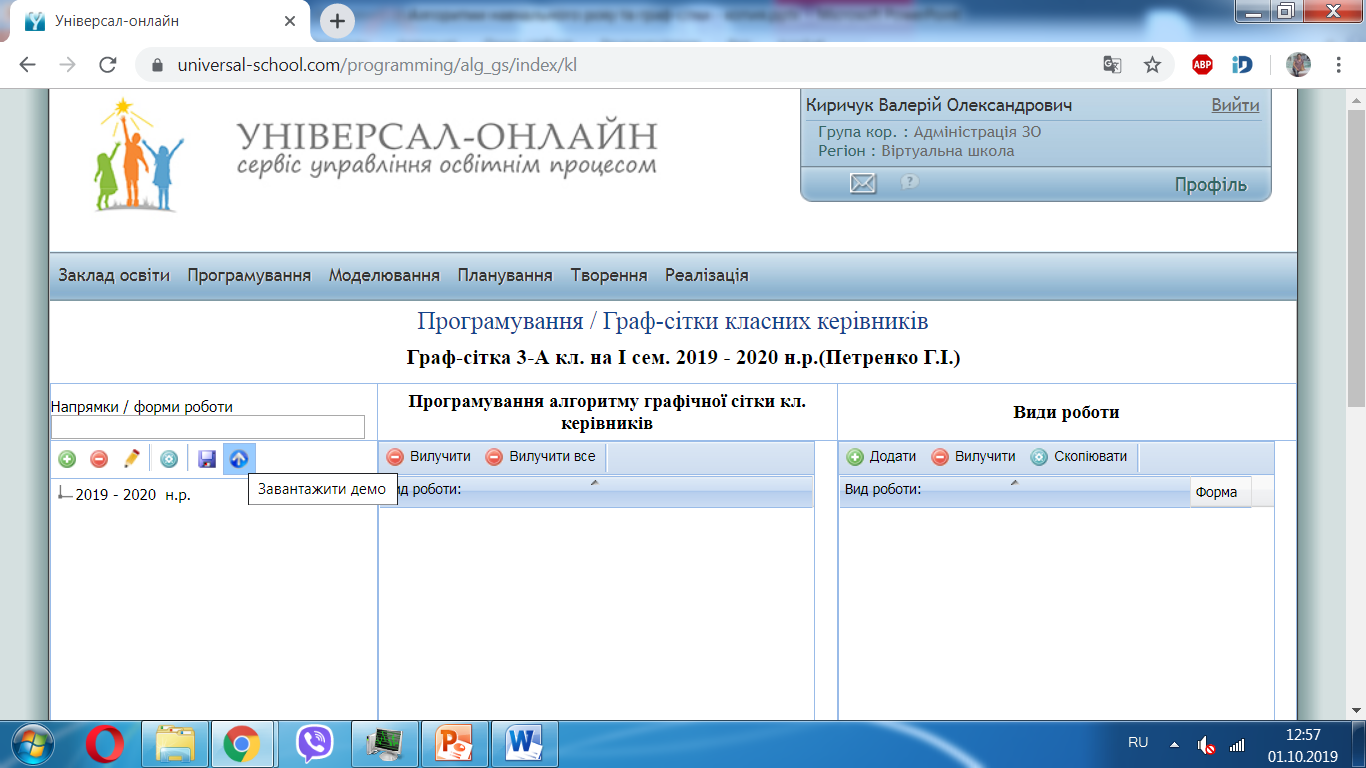 Універсал-онлайн
universal-school.com/programming/alg_gs/index/kl
ABP
УНІВЕРСАЛ-ОНЛАЙН
сервіс управління освітнім процесом
Киричук Валерій Олександрович
Вийти
Група кор. : Адміністрація ЗО
Регіон : Віртуальна школа
Профіль
Заклад освіти Програмування Моделювання Планування Творення Реалізація
Програмування / Граф-сітки класних керівників
Граф-сітка 3-А кл. на І сем. 2019 - 2020 н.р.(Петренко Г.І.)
Напрямки / форми роботи
Програмування алгоритму графічної сітки кл.
керівників
Види роботи
Вилучити Вилучити все
Додати Вилучити Скопіювати
Завантажити демо
2019 - 2020 н.р.
ид роботи:
Вид роботи:
Форма
RU
12:57
01.10.2019